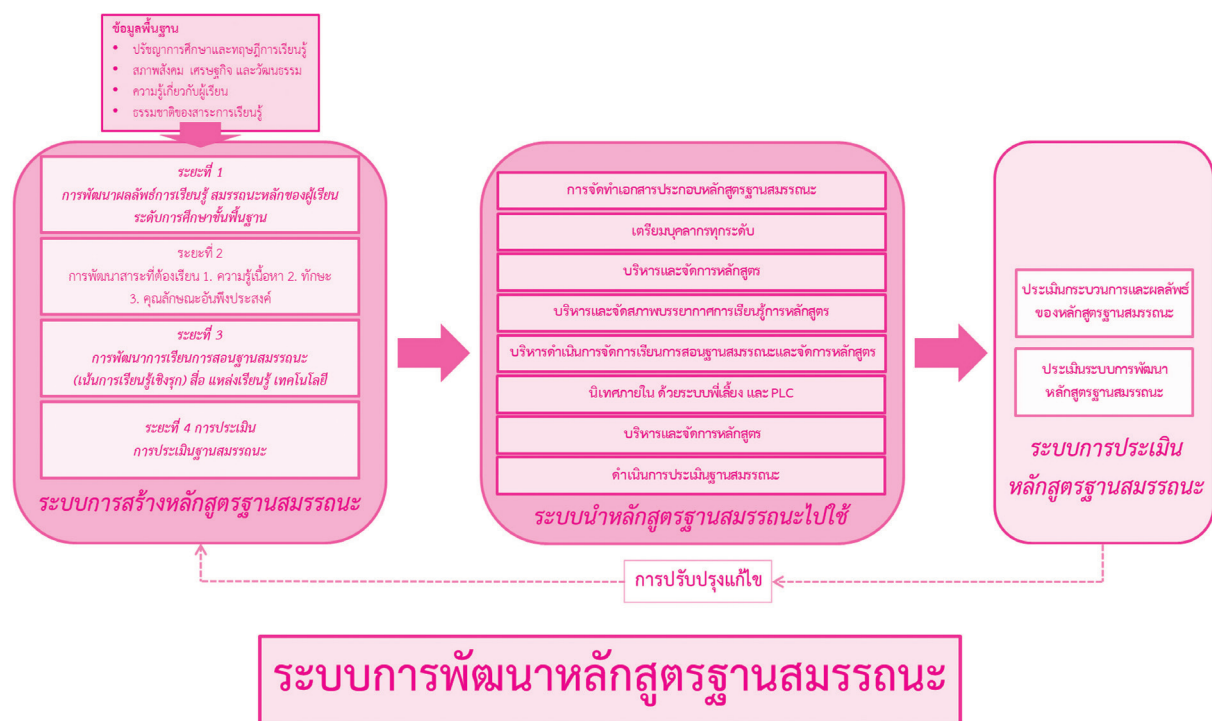 ข้อมูลพื้นฐาน
• ปรัชญาการศึกษาและทฤษฎีการเรียนรู้
• สภาพสังคม เศรษฐกิจ และวัฒนธรรม
• ความรู้เกี่ยวกับผู้เรียน
• ธรรมชาติของสาระการเรียนรู้
ระยะที่ 1
การพัฒนาผลลัพธ์การเรียนรู้ สมรรถนะหลักของผู้เรียน
ระดับการศึกษาขั้นพื้นฐาน
ระยะที่ 2
การพัฒนาสาระที่ต้องเรียน 1. ความรู้เนื้อหา 2. ทักษะ
3. คุณลักษณะอันพึงประสงค์
ระยะที่ 3
การพัฒนาการเรียนการสอนฐานสมรรถนะ
(เน้นการเรียนรู้เชิงรุก) สื่อ แหล่งเรียนรู้ เทคโนโลยี
ระยะที่ 4 การประเมิน
การประเมินฐานสมรรถนะ
ระบบการสร้างหลักสูตรฐานสมรรถนะ
การจัดทำเอกสารประกอบหลักสูตรฐานสมรรถนะ
เตรียมบุคลากรทุกระดับ
บริหารและจัดการหลักสูตร
บริหารและจัดสภาพบรรยากาศการเรียนรู้การหลักสูตร
บริหารดำเนินการจัดการเรียนการสอนฐานสมรรถนะและจัดการหลักสูตร
นิเทศภายใน ด้วยระบบพี่เลี้ยง และ PLC
บริหารและจัดการหลักสูตร
ดำเนินการประเมินฐานสมรรถนะ
ระบบนำหลักสูตรฐานสมรรถนะไปใช้
ประเมินกระบวนการและผลลัพธ์
ของหลักสูตรฐานสมรรถนะ
ประเมินระบบการพัฒนา
หลักสูตรฐานสมรรถนะ
ระบบการประเมิน
หลักสูตรฐานสมรรถนะ
การปรับปรุงแก้ไข
ระบบการพัฒนาหลักสูตรฐานสมรรถนะ